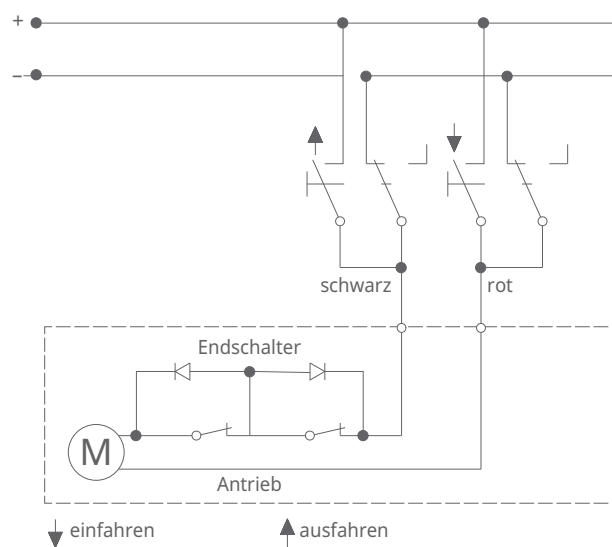 +
–
schwarz
rot
Endschalter
M
Antrieb
einfahren
ausfahren